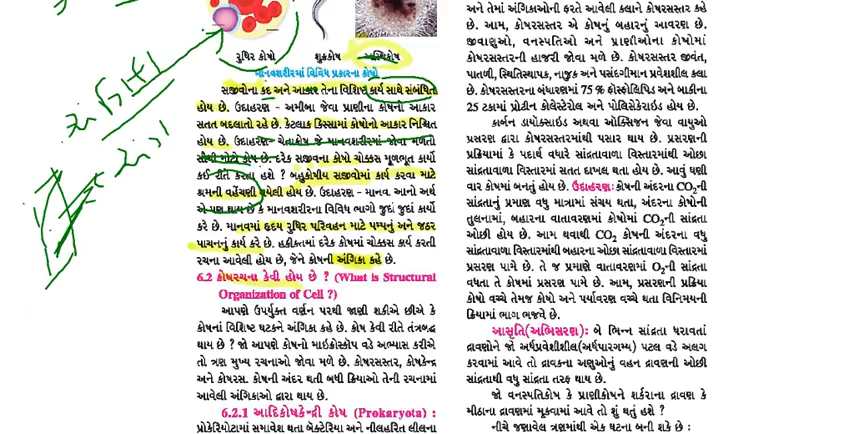 રુધિર કોષો શુક્રકોષ અસ્થિકોષ
માનવશરીરમાં વિવિધ પ્રકારના કોષો
સજીવોના કદ અને આકાર તેના વિશિષ્ટ કાર્ય સાથે સંબંધિત
હોય છે. ઉદાહરણ - અમીબા જેવા પ્રાણીના કોષનો આકાર
સતત બદલાતો રહે છે. કેટલાક કિસ્સામાં કોષોનો આકાર નિશ્ચિત
હોય છે. ઉદાહરણ- ચેતાકોષ જે માનવશરીરમાં જોવા મળતો
સૌથી મોટો કોષ છે. દરેક સજીવના કોષો ચોક્કસ મૂળભૂત કાર્યો
કઈ રીતે કરતા હશે ? બહુકોષીય સજીવોમાં કાર્ય કરવા માટે
શ્રમની વહેંચણી થયેલી હોય છે. ઉદાહરણ - માનવ. આનો અર્થ
એ પણ થાય છે કે માનવશરીરના વિવિધ ભાગો જુદાં જુદાં કાર્યો
કરે છે. માનવમાં હૃદય રુધિર પરિવહન માટે પમ્પનું અને જઠર
પાચનનું કાર્ય કરે છે. હકીકતમાં દરેક કોષમાં ચોક્કસ કાર્ય કરતી
રચના આવેલી હોય છે, જેને કોષની અંગિકા કહે છે.
6.2 કોષરચના કેવી હોય છે ? (What is Structural
Organization of Cell ?)
આપણે ઉપર્યુક્ત વર્ણન પરથી જાણી શકીએ છીએ કે
કોષનાં વિશિષ્ટ ઘટકને અંગિકા કહે છે. કોષ કેવી રીતે તંત્રબદ્ધ
થાય છે ? જો આપણે કોષનો માઇક્રોસ્કોપ વડે અભ્યાસ કરીએ
તો ત્રણ મુખ્ય રચનાઓ જોવા મળે છે. કોષરસસ્તર, કોષકેન્દ્ર
અને કોષરસ. કોષની અંદર થતી બધી ક્રિયાઓ તેની રચનામાં
આવેલી અંગિકાઓ દ્વારા થાય છે.
6.2.1 આદિકોષકેન્દ્રી કોષ (Prokaryota) :
પ્રોકેરિયોટામાં સમાવેશ થતા બૅક્ટેરિયા અને નીલહરિત લીલના
અને તેમાં અંગિકાઓની ફરતે આવેલી કલાને કોષરસસ્તર કહે
છે. આમ, કોષરસસ્તર એ કોષનું બહારનું આવરણ છે.
જીવાણુઓ, વનસ્પતિઓ અને પ્રાણીઓના કોષોમાં
કોષરસસ્તરની હાજરી જોવા મળે છે. કોષરસસ્તર જીવંત,
પાતળી, સ્થિતિસ્થાપક, નાજુક અને પસંદગીમાન પ્રવેશશીલ કલા
છે. કોષરસસ્તરના બંધારણમાં 75 % ફોસ્ફોલિપિડ અને બાકીના
25 ટકામાં પ્રોટીન કોલેસ્ટેરોલ અને પોલિસેકેરાઇડ હોય છે.
કાર્બન ડાયૉક્સાઇડ અથવા ઑક્સિજન જેવા વાયુઓ
પ્રસરણ દ્વારા કોષરસસ્તરમાંથી પસાર થાય છે. પ્રસરણની
પ્રક્રિયામાં કે પદાર્થ વધારે સાંદ્રતાવાળા વિસ્તારમાંથી ઓછા
સાંદ્રતાવાળા વિસ્તારમાં સતત દાખલ થતા હોય છે. આવું ઘણી
વાર કોષમાં બનતું હોય છે. ઉદાહરણ: કોષની અંદરના CO₂ની
સાંદ્રતાનું પ્રમાણ વધુ માત્રામાં સંચય થતા, અંદરના કોષોની
તુલનામાં, બહારના વાતાવરણમાં કોષોમાં CO₂ની સાંદ્રતા
ઓછી હોય છે. આમ થવાથી CO₂ કોષની અંદરના વધુ
સાંદ્રતાવાળા વિસ્તારમાંથી બહારના ઓછા સાંદ્રતાવાળા વિસ્તારમાં
પ્રસરણ પામે છે. તે જ પ્રમાણે વાતાવરણમાં O₂ની સાંદ્રતા
વધતા તે કોષમાં પ્રસરણ પામે છે. આમ, પ્રસરણની પ્રક્રિયા
કોષો વચ્ચે તેમજ કોષો અને પર્યાવરણ વચ્ચે થતા વિનિમયની
ક્રિયામાં ભાગ ભજવે છે.
આસૃતિ(અભિસરણ): બે ભિન્ન સાંદ્રતા ધરાવતાં
દ્રાવણોને જો અર્ધપ્રવેશીશીલ(અર્ધપારગમ્ય) પટલ વડે અલગ
કરવામાં આવે તો દ્રાવકના અણુઓનું વહન દ્રાવણની ઓછી
સાંદ્રતાથી વધુ સાંદ્રતા તરફ થાય છે.
જો વનસ્પતિકોષ કે પ્રાણીકોષને શર્કરાના દ્રાવણ કે
મીઠાના દ્રાવણમાં મૂકવામાં આવે તો શું થતું હશે ?
નીચે જણાવેલ ત્રણમાંથી એક ઘટના બની શકે છે :